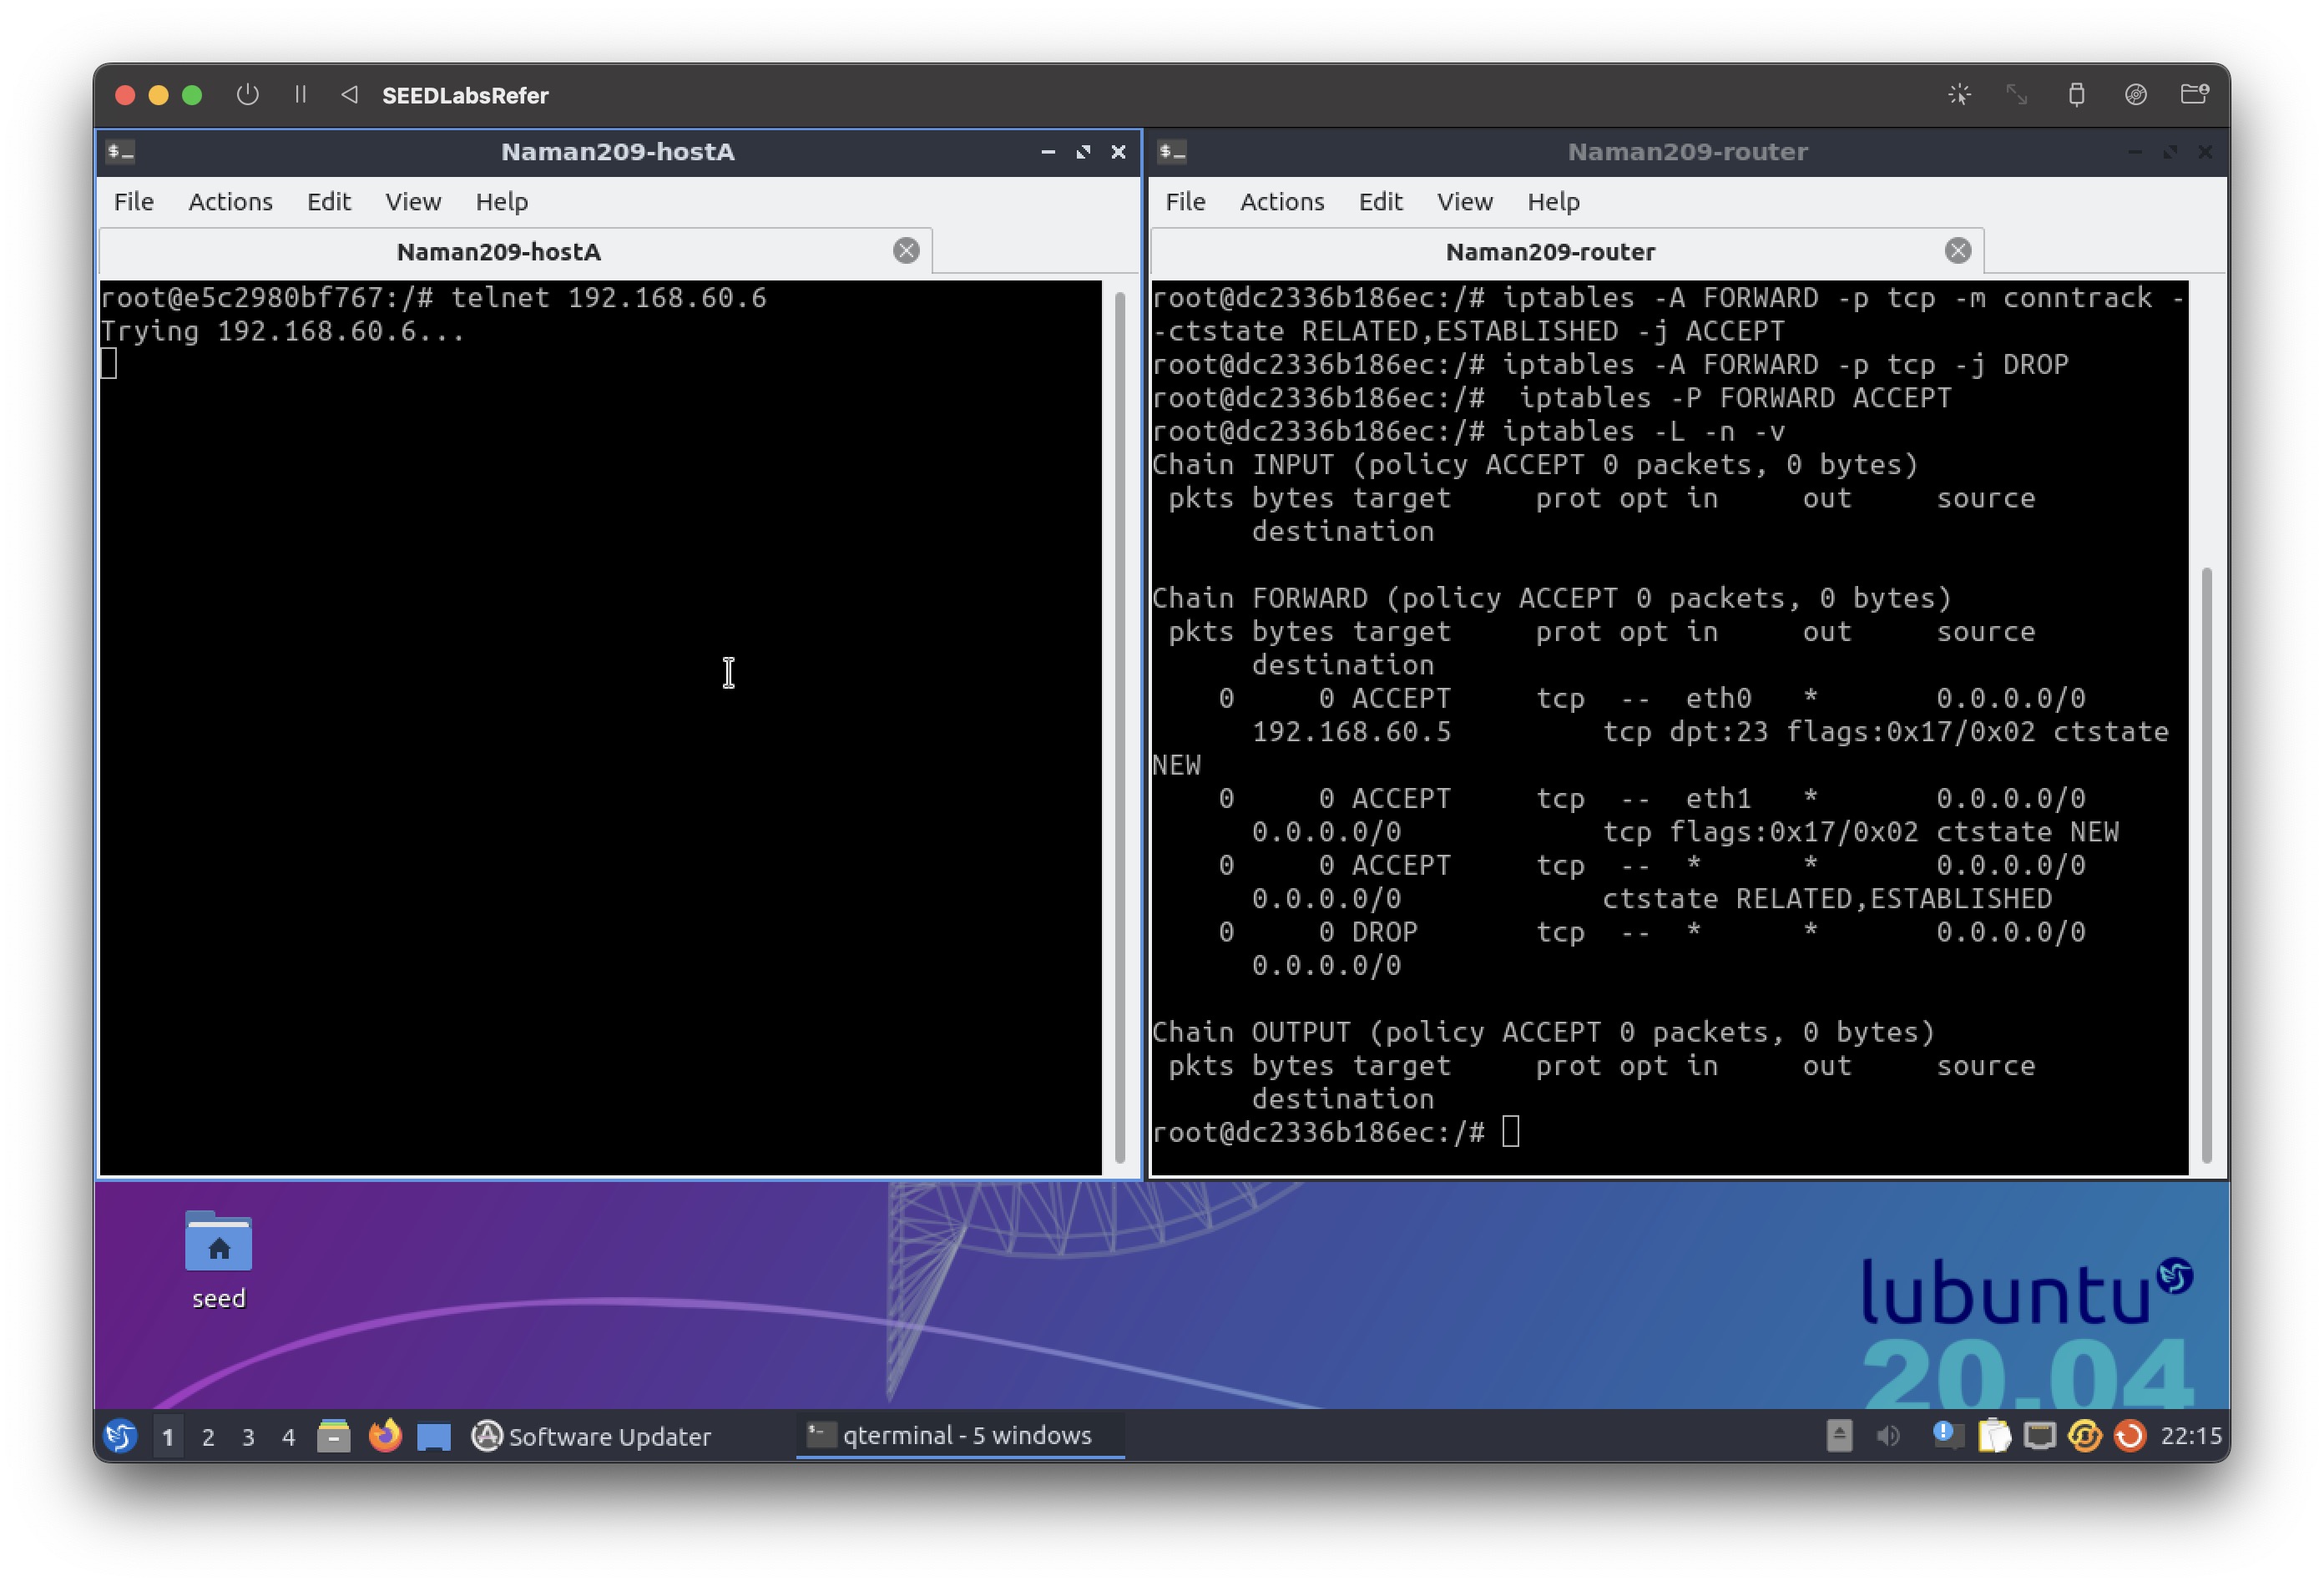 SEEDLabsRefer
Naman209-hostA
File Actions Edit View Help
Naman209-hostA
root@e5c2980bf767:/# telnet 192.168.60.6
Trying 192.168.60.6...
Naman209-router
File Actions Edit View Help
Naman209-router
root@dc2336b186ec:/# iptables -A FORWARD -p tcp -m conntrack -
-ctstate RELATED,ESTABLISHED -j ACCEPT
root@dc2336b186ec:/# iptables -A FORWARD -p tcp -j DROP
root@dc2336b186ec:/#  iptables -P FORWARD ACCEPT
root@dc2336b186ec:/# iptables -L -n -v
Chain INPUT (policy ACCEPT 0 packets, 0 bytes)
 pkts bytes target     prot opt in     out     source
      destination
Chain FORWARD (policy ACCEPT 0 packets, 0 bytes)
 pkts bytes target     prot opt in     out     source
      destination
    0     0 ACCEPT     tcp  --  eth0   *       0.0.0.0/0
      192.168.60.5         tcp dpt:23 flags:0x17/0x02 ctstate
NEW
    0     0 ACCEPT     tcp  --  eth1   *       0.0.0.0/0
      0.0.0.0/0            tcp flags:0x17/0x02 ctstate NEW
    0     0 ACCEPT     tcp  --  *      *       0.0.0.0/0
      0.0.0.0/0            ctstate RELATED,ESTABLISHED
    0     0 DROP       tcp  --  *      *       0.0.0.0/0
      0.0.0.0/0
Chain OUTPUT (policy ACCEPT 0 packets, 0 bytes)
 pkts bytes target     prot opt in     out     source
      destination
root@dc2336b186ec:/#
seed
lubuntu
20.04
1 2 3 4 Software Updater qterminal - 5 windows 22:15